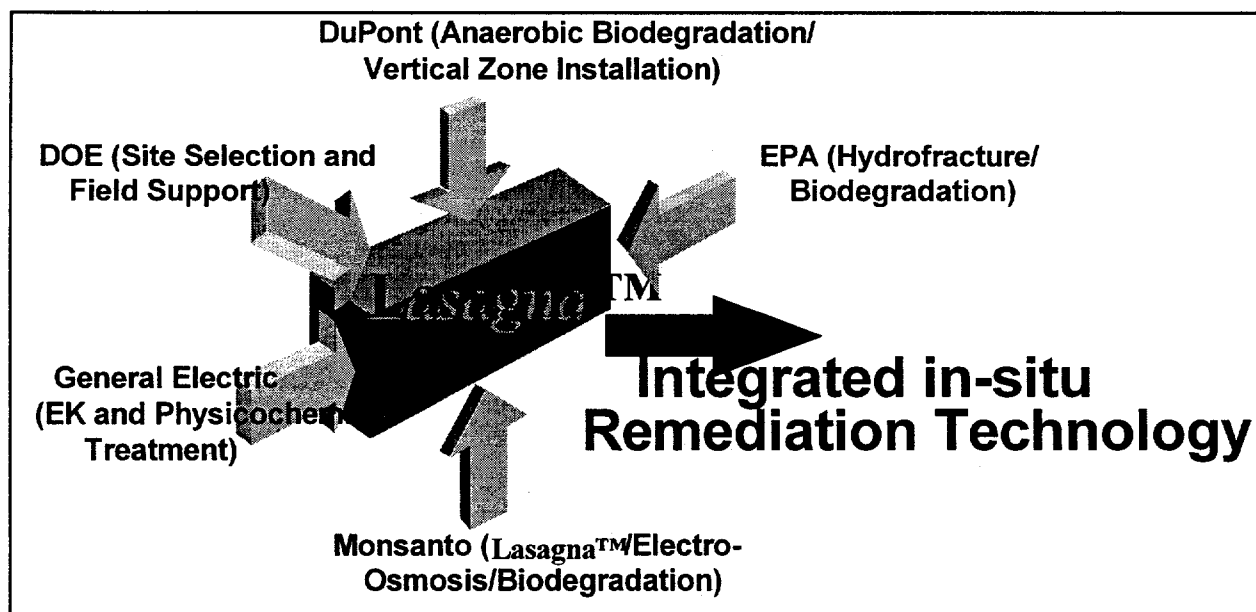 DuPont (Anaerobic Biodegradation/
Vertical Zone Installation)
DOE (Site Selection and
Field Support)
EPA (Hydrofracture/
Biodegradation)
Lasagna™
General Electric
(EK and Physicochem
Treatment)
Integrated in-situ
Remediation Technology
Monsanto (Lasagna™/Electro-
Osmosis/Biodegradation)